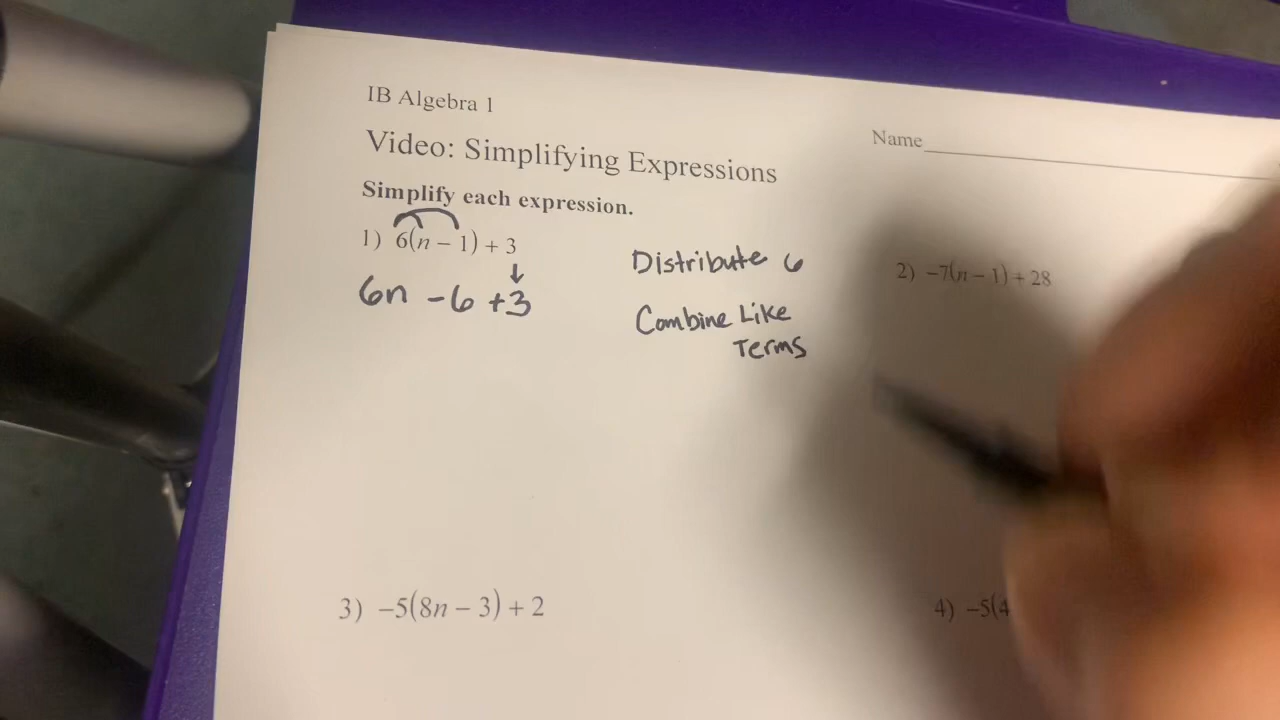 IB Algebra 1
Name
Video: Simplifying Expressions
Simplify each expression.
1) 6(n − 1) + 3
6n - 6 + 3
Distribute 6
Combine Like
Terms
2) −7(n − 1) + 28
3) −5(8n − 3) + 2
4) −5(4